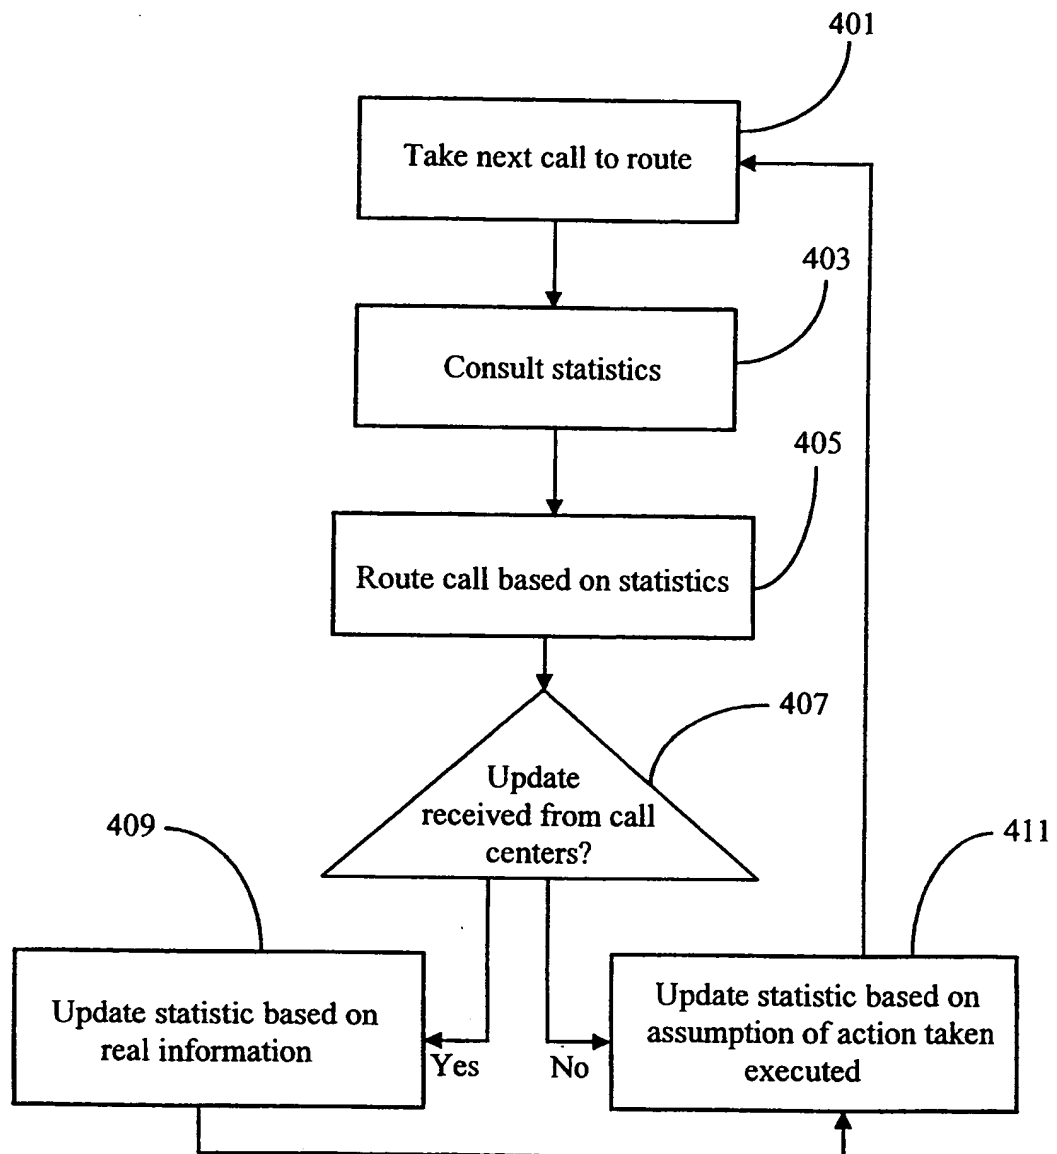 401
Take next call to route
403
Consult statistics
405
Route call based on statistics
407
Update
received from call
centers?
409
411
Update statistic based on
real information
Update statistic based on
assumption of action taken
executed
Yes
No